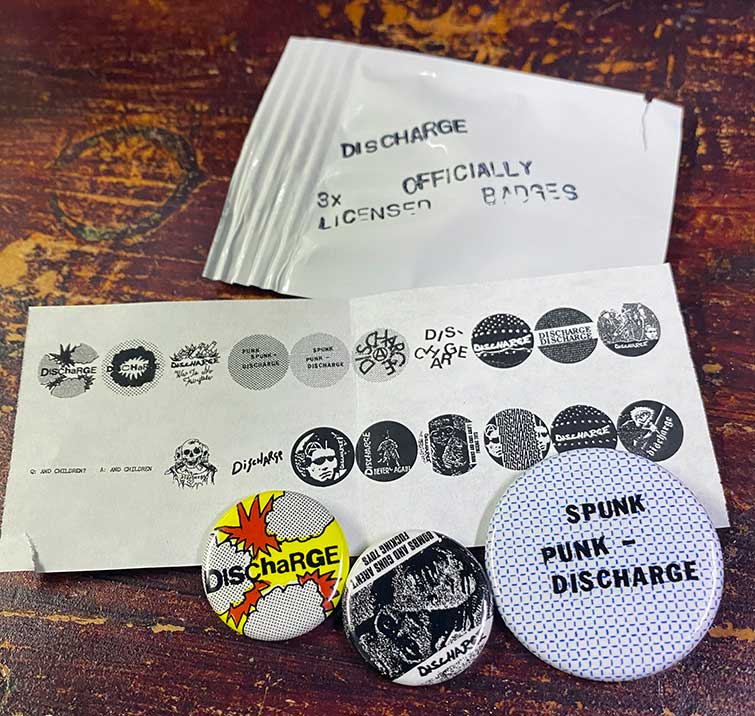 DISCHARGE
3x OFFICIALLY
LICENSED BADGES
DISChaRGE
DISCHARGE
PUNK
SPUNK -
DISCHARGE
SPUNK
PUNK -
DISCHARGE
DIS-
CHARGE
DISCHARGE
DISCHARGE
DISCHARGE
Q: AND CHILDREN? A: AND CHILDREN
DISCHARGE
DISCHARGE
NEVER AGAIN
DISCHARGE
DISCHARGE
DISChaRGE
BOMBS AND GUNS AREN'T
FUCKING TOYS
DISCHARGE
SPUNK
PUNK –
DISCHARGE